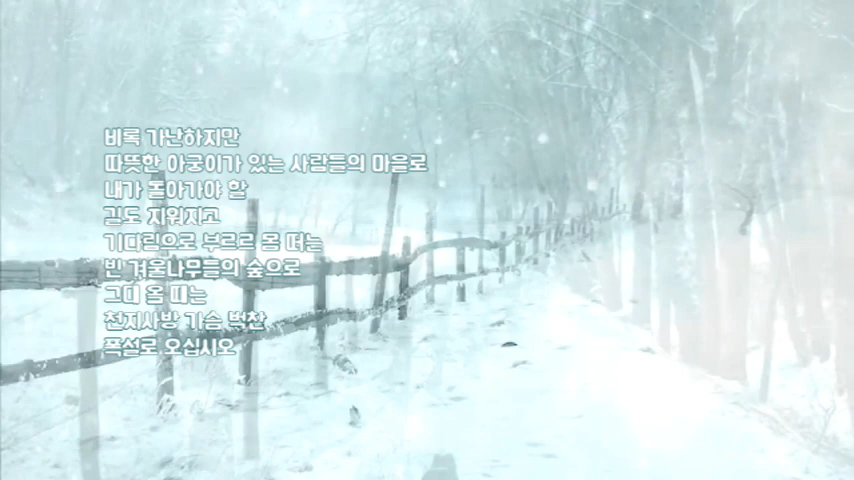 비록 가난하지만
따뜻한 아궁이가 있는 사람들의 마을로
내가 돌아가야 할
길도 지워지고
기다림으로 부르르 몸 떠는
빈 겨울나무들의 숲으로
그대 올 때는
천지사방 가슴 벅찬
폭설로 오십시오